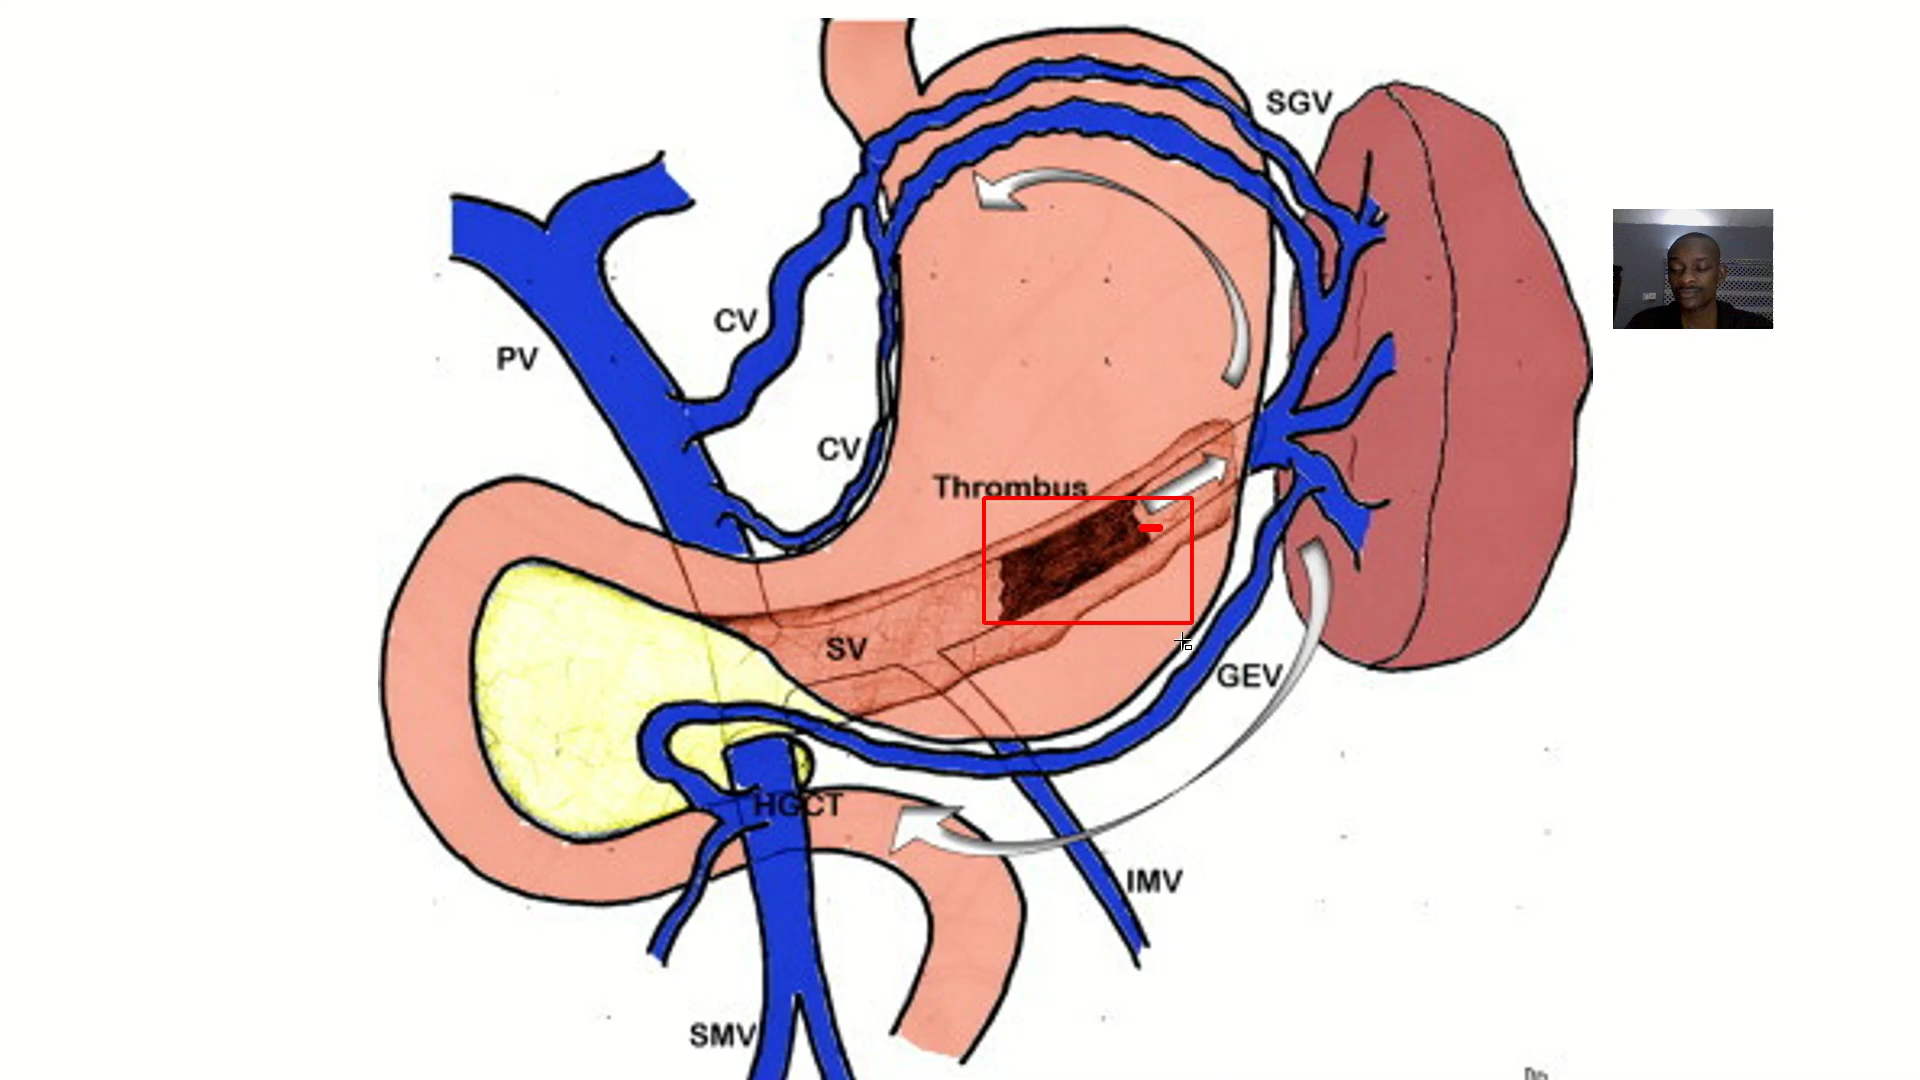 SGV
CV
PV
CV
Thrombus
SV
GEV
HGCT
IMV
SMV